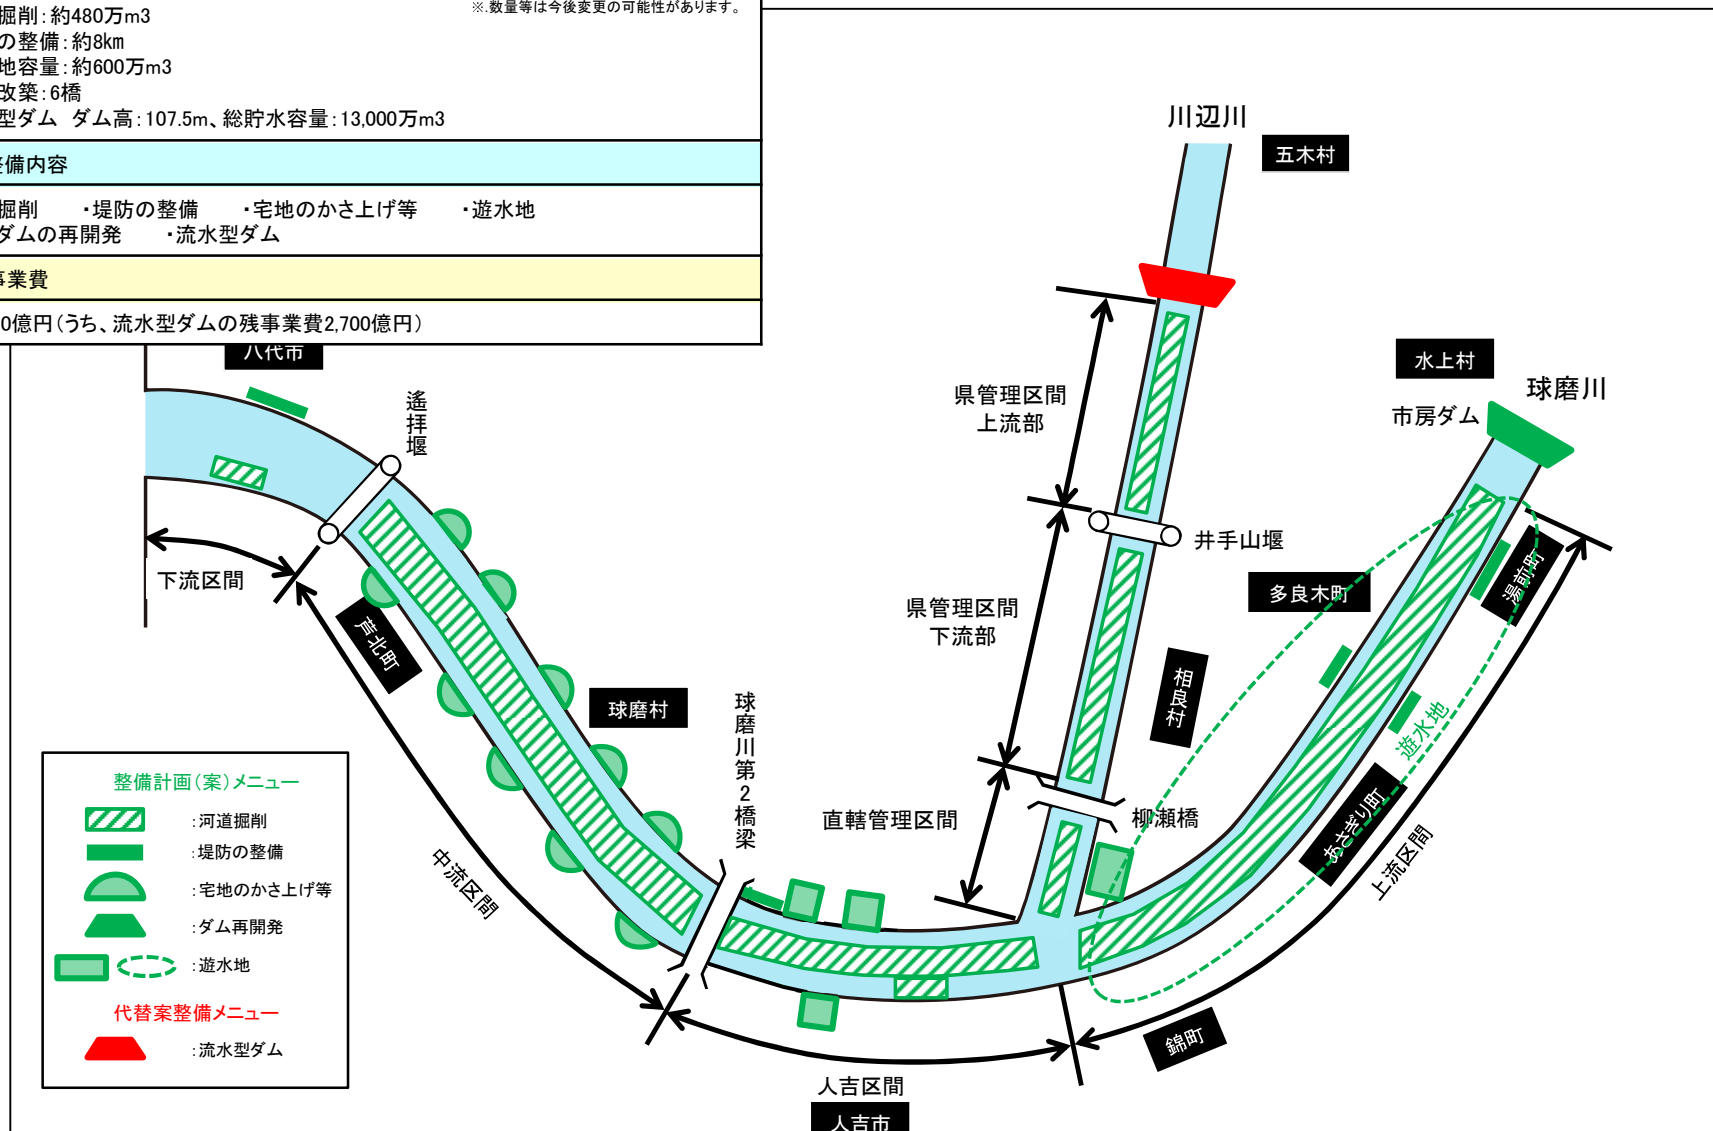 掘削：約480万m3
※.数量等は今後変更の可能性があります。
の整備：約8km
地容量：約600万m3
改築：6橋
型ダム ダム高：107.5m、総貯水容量：13,000万m3
整備内容
掘削 ・堤防の整備 ・宅地のかさ上げ等 ・遊水地
ダムの再開発 ・流水型ダム
事業費
0億円（うち、流水型ダムの残事業費2,700億円）
川辺川
五木村
八代市
遙拝堰
県管理区間
上流部
水上村
球磨川
市房ダム
井手山堰
下流区間
芦北町
県管理区間
下流部
多良木町
湯前町
相良村
球磨村
球磨川第2橋梁
遊水地
直轄管理区間
柳瀬橋
あさぎり町
上流区間
中流区間
錦町
人吉区間
人吉市
整備計画（案）メニュー
：河道掘削
：堤防の整備
：宅地のかさ上げ等
：ダム再開発
：遊水地
代替案整備メニュー
：流水型ダム